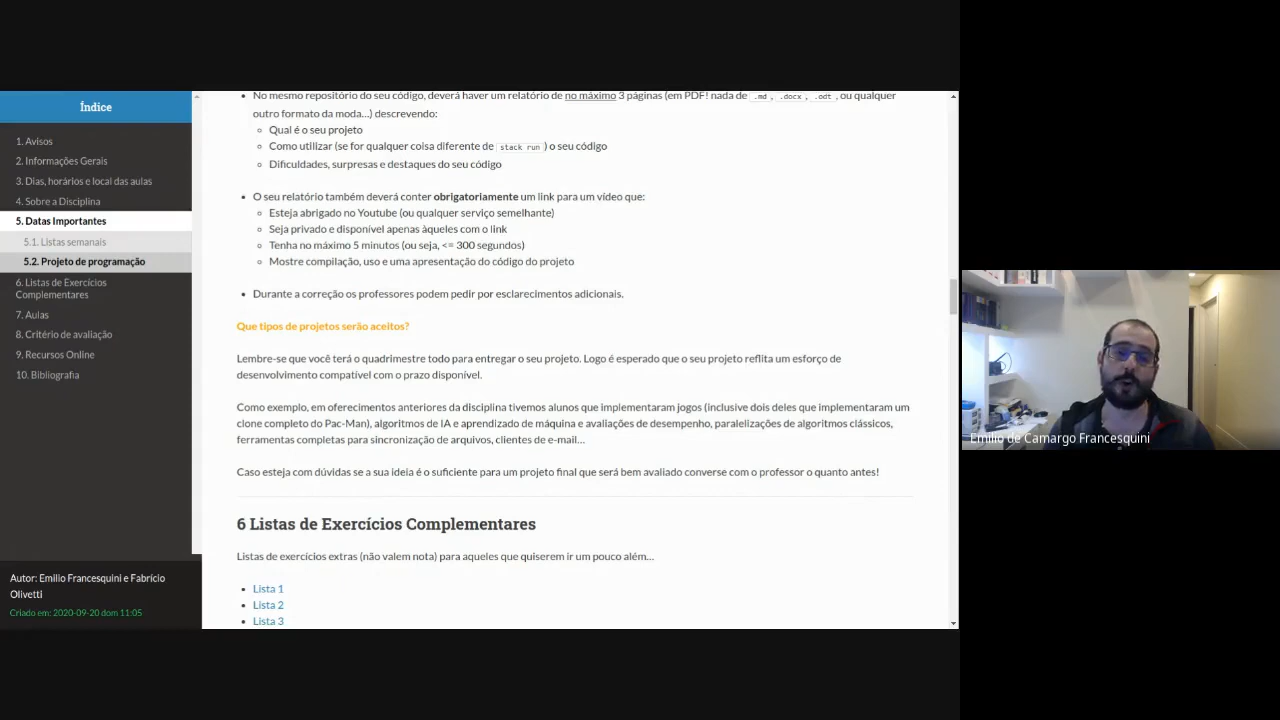 Índice
1. Avisos
2. Informações Gerais
3. Dias, horários e local das aulas
4. Sobre a Disciplina
5. Datas Importantes
5.1. Listas semanais
5.2. Projeto de programação
6. Listas de Exercícios
Complementares
7. Aulas
8. Critério de avaliação
9. Recursos Online
10. Bibliografia
Autor: Emilio Francesquini e Fabrício
Olivetti
Criado em: 2020-09-20 dom 11:05
No mesmo repositório do seu código, deverá haver um relatório de no máximo 3 páginas (em PDF! nada de .md, .docx, .odt, ou qualquer
outro formato da moda...) descrevendo:
Qual é o seu projeto
Como utilizar (se for qualquer coisa diferente de stack run) o seu código
Dificuldades, surpresas e destaques do seu código
O seu relatório também deverá conter obrigatoriamente um link para um vídeo que:
Esteja abrigado no Youtube (ou qualquer serviço semelhante)
Seja privado e disponível apenas àqueles com o link
Tenha no máximo 5 minutos (ou seja, <= 300 segundos)
Mostre compilação, uso e uma apresentação do código do projeto
Durante a correção os professores podem pedir por esclarecimentos adicionais.
Que tipos de projetos serão aceitos?
Lembre-se que você terá o quadrimestre todo para entregar o seu projeto. Logo é esperado que o seu projeto reflita um esforço de
desenvolvimento compatível com o prazo disponível.
Como exemplo, em oferecimentos anteriores da disciplina tivemos alunos que implementaram jogos (inclusive dois deles que implementaram um
clone completo do Pac-Man), algoritmos de IA e aprendizado de máquina e avaliações de desempenho, paralelizações de algoritmos clássicos,
ferramentas completas para sincronização de arquivos, clientes de e-mail...
Caso esteja com dúvidas se a sua ideia é o suficiente para um projeto final que será bem avaliado converse com o professor o quanto antes!
6 Listas de Exercícios Complementares
Listas de exercícios extras (não valem nota) para aqueles que quiserem ir um pouco além...
Lista 1
Lista 2
Lista 3
Emilio de Camargo Francesquini